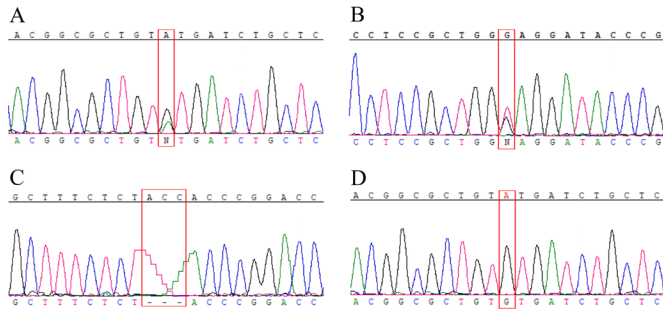 A
ACGGCGCTGTATGATCTGCTC
ACGGCGCTGTNTGATCTGCTC
B
CCTCCGCTGGGAGGATACCCG
CCTCCGCTGGNAGGATACCCG
C
GCTTTCTCTACCACCCGGACC
GCTTTCTCT---ACCCGGACC
D
ACGGCGCTGTATGATCTGCTC
ACGGCGCTGTGTGATCTGCTC